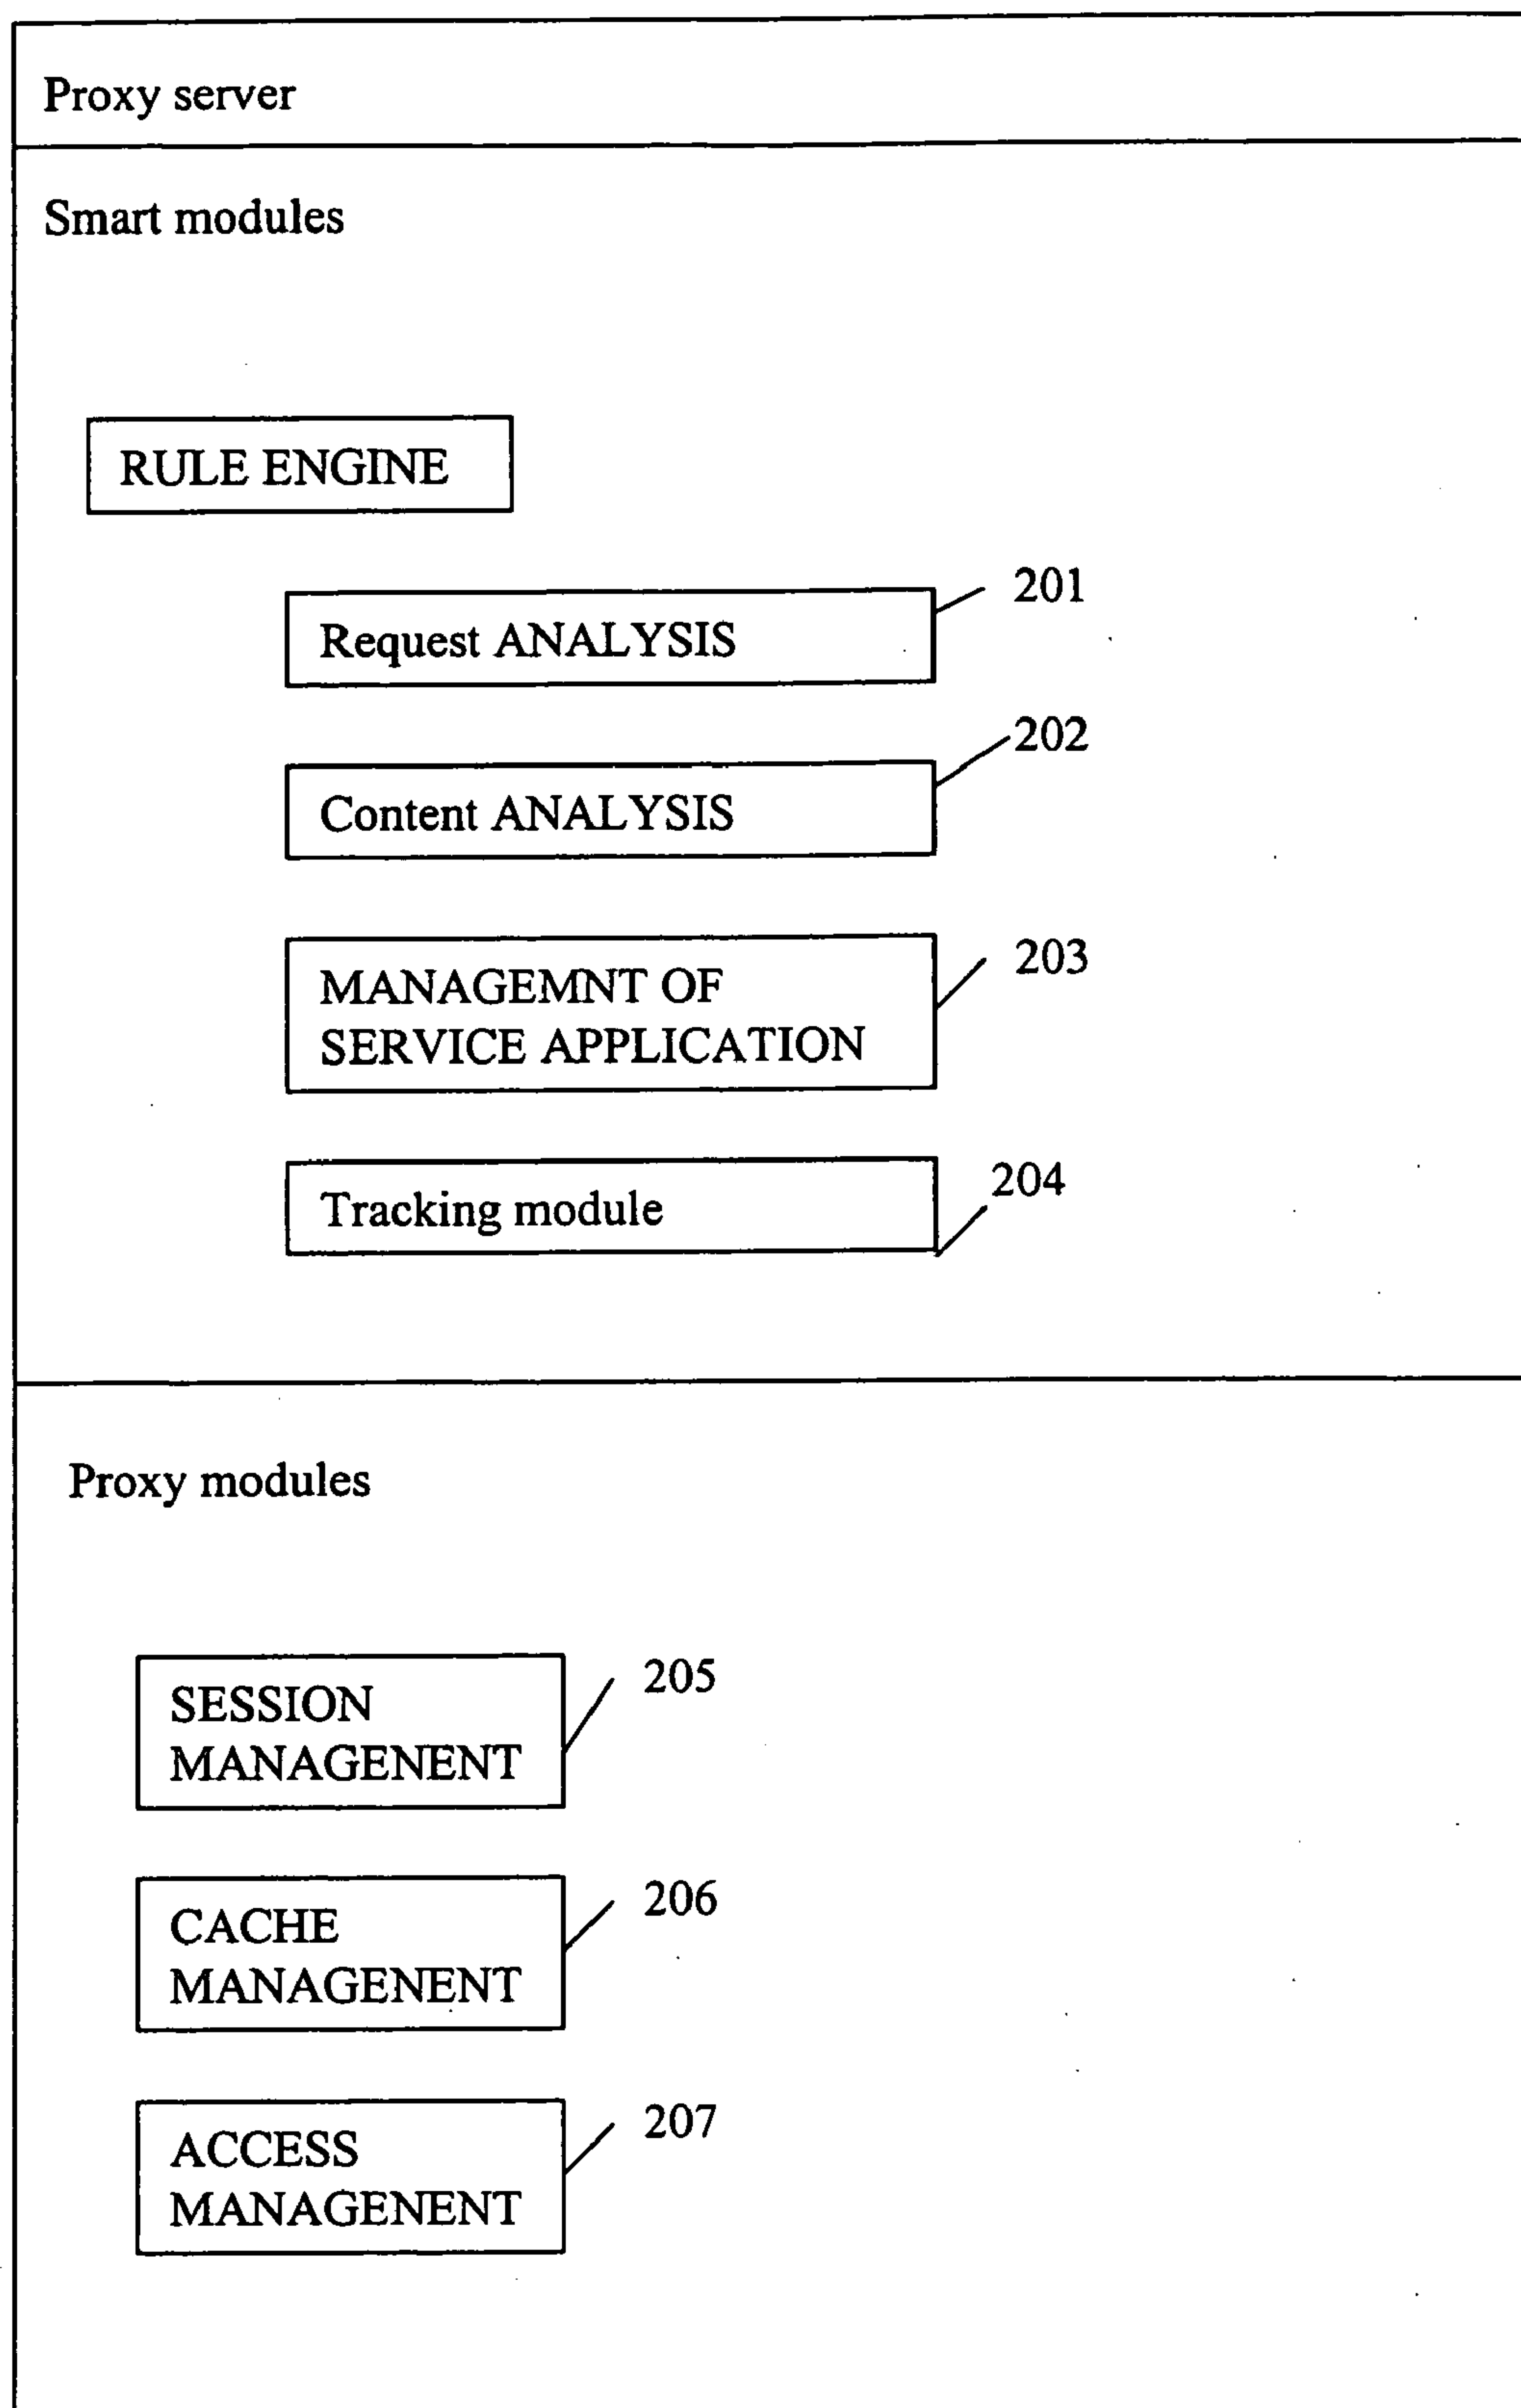 Proxy server
Smart modules
RULE ENGINE
201
Request ANALYSIS
202
Content ANALYSIS
203
MANAGEMNT OF
SERVICE APPLICATION
204
Tracking module
Proxy modules
205
SESSION
MANAGENENT
206
CACHE
MANAGENENT
207
ACCESS
MANAGENENT